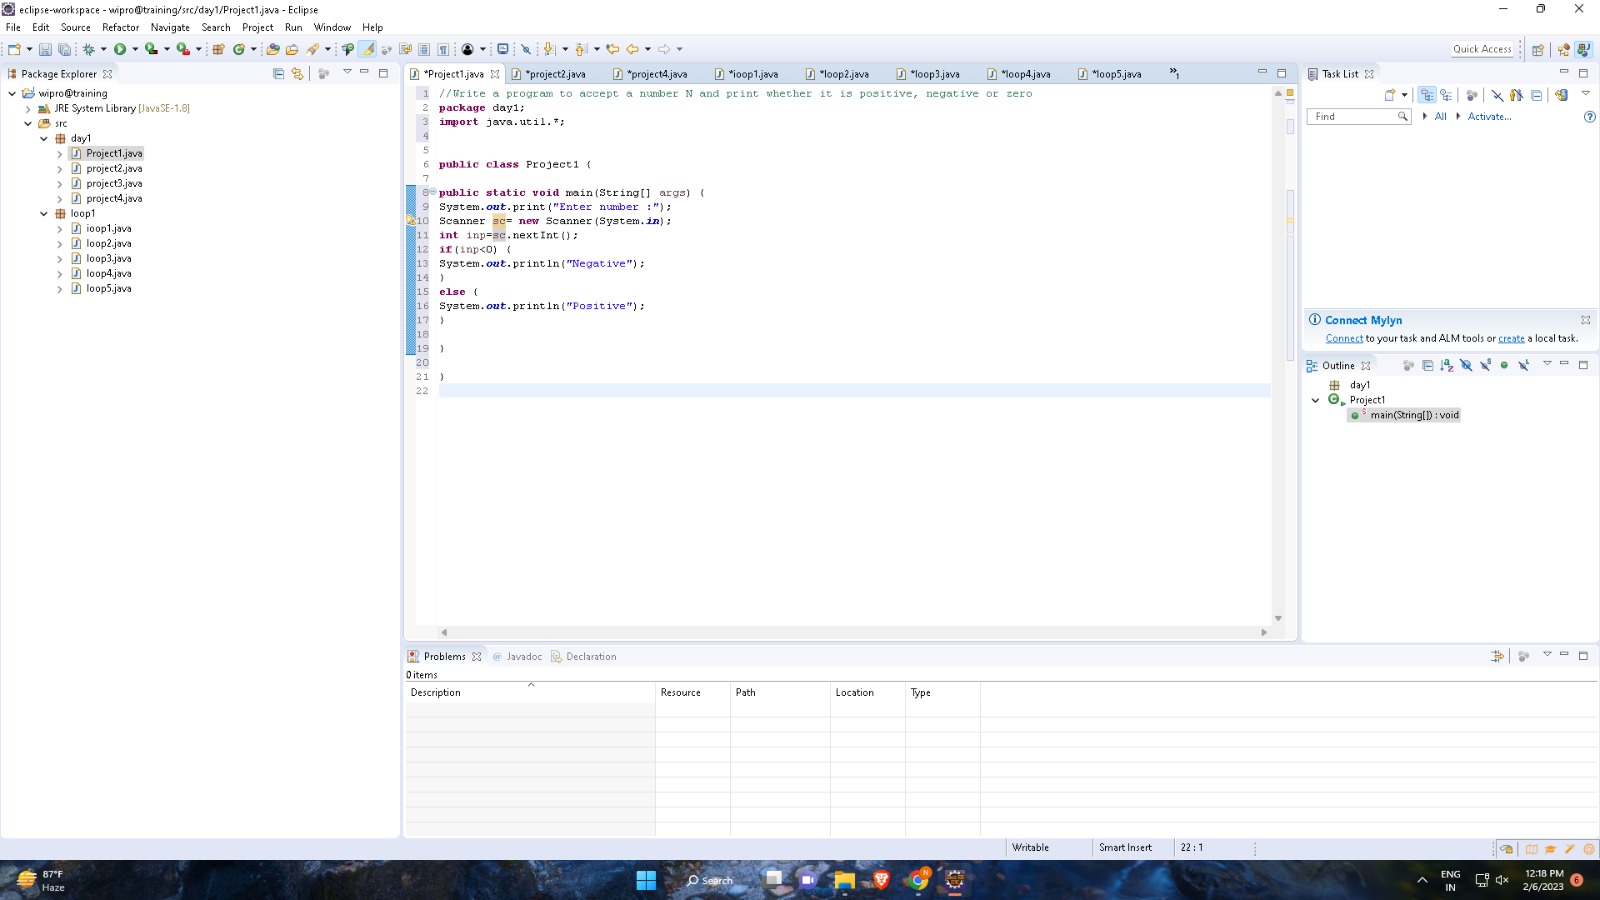 eclipse-workspace - wipro@training/src/day1/Project1.java - Eclipse
File Edit Source Refactor Navigate Search Project Run Window Help
Quick Access
Package Explorer
wipro@training
JRE System Library [JavaSE-1.8]
src
day1
Project1.java
project2.java
project3.java
project4.java
loop1
ioop1.java
loop2.java
loop3.java
loop4.java
loop5.java
*Project1.java *project2.java *project4.java *ioop1.java *loop2.java *loop3.java *loop4.java *loop5.java »1
1 //Write a program to accept a number N and print whether it is positive, negative or zero
2 package day1;
3 import java.util.*;
4
5
6 public class Project1 {
7
8 public static void main(String[] args) {
9 System.out.print("Enter number :");
10 Scanner sc= new Scanner(System.in);
11 int inp=sc.nextInt();
12 if(inp<0) {
13 System.out.println("Negative");
14 }
15 else {
16 System.out.println("Positive");
17 }
18
19 }
20
21 }
22
Task List
Find All Activate...
Connect Mylyn
Connect to your task and ALM tools or create a local task.
Outline
day1
Project1
main(String[]) : void
Problems @ Javadoc Declaration
0 items
Description Resource Path Location Type
Writable Smart Insert 22 : 1
87°F
Haze
Search
ENG
IN
12:18 PM
2/6/2023
6